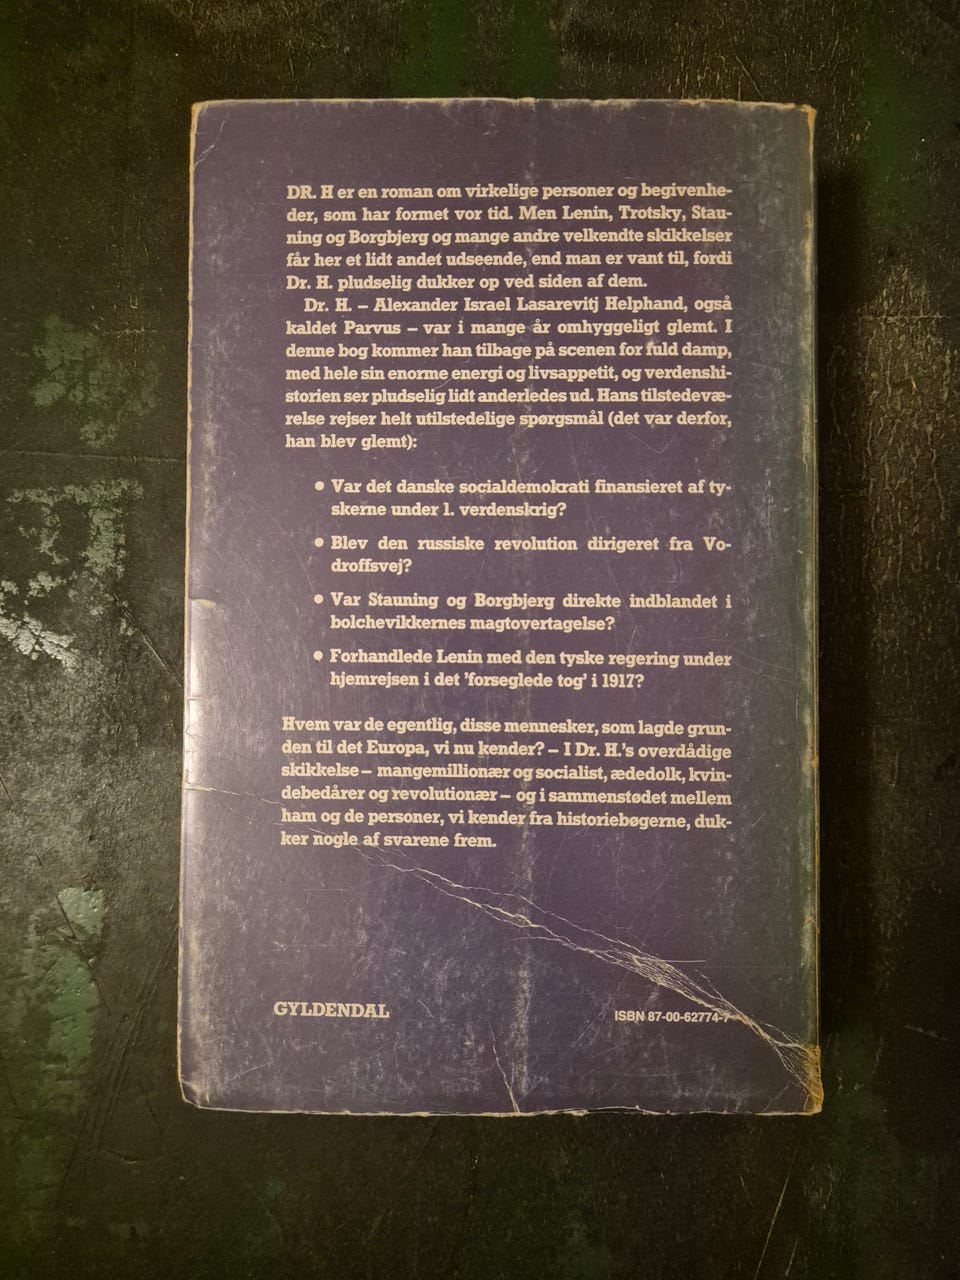 DR. H er en roman om virkelige personer og begivenhe-
der, som har formet vor tid. Men Lenin, Trotsky, Stau-
ning og Borgbjerg og mange andre velkendte skikkelser
får her et lidt andet udseende, end man er vant til, fordi
Dr. H. pludselig dukker op ved siden af dem.
Dr. H. – Alexander Israel Lasarevitj Helphand, også
kaldet Parvus – var i mange år omhyggeligt glemt. I
denne bog kommer han tilbage på scenen for fuld damp,
med hele sin enorme energi og livsappetit, og verdenshi-
storien ser pludselig lidt anderledes ud. Hans tilstedevæ-
relse rejser helt utilstedelige spørgsmål (det var derfor,
han blev glemt):
● Var det danske socialdemokrati finansieret af ty-
skerne under 1. verdenskrig?
● Blev den russiske revolution dirigeret fra Vo-
droffsvej?
● Var Stauning og Borgbjerg direkte indblandet i
bolchevikkernes magtovertagelse?
● Forhandlede Lenin med den tyske regering under
hjemrejsen i det 'forseglede tog' i 1917?
Hvem var de egentlig, disse mennesker, som lagde grun-
den til det Europa, vi nu kender? – I Dr. H.'s overdådige
skikkelse – mangemillionær og socialist, ædedolk, kvin-
debedårer og revolutionær – og i sammenstødet mellem
ham og de personer, vi kender fra historiebøgerne, duk-
ker nogle af svarene frem.
GYLDENDAL
ISBN 87-00-62774-7